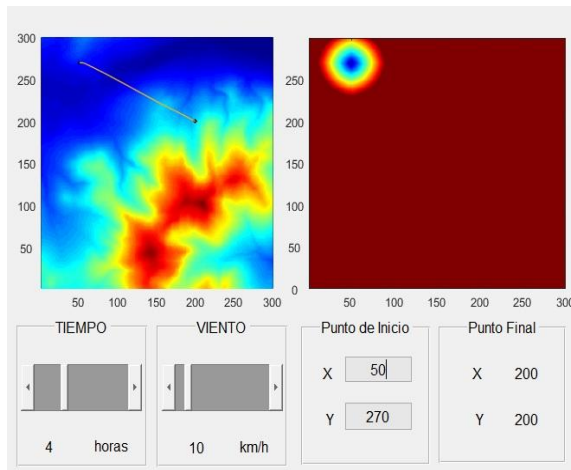 300
250
200
150
100
50
50 100 150 200 250 300
250
200
150
100
50
0
50 100 150 200 250 300
TIEMPO
4 horas
VIENTO
10 km/h
Punto de Inicio
X 50
Y 270
Punto Final
X 200
Y 200